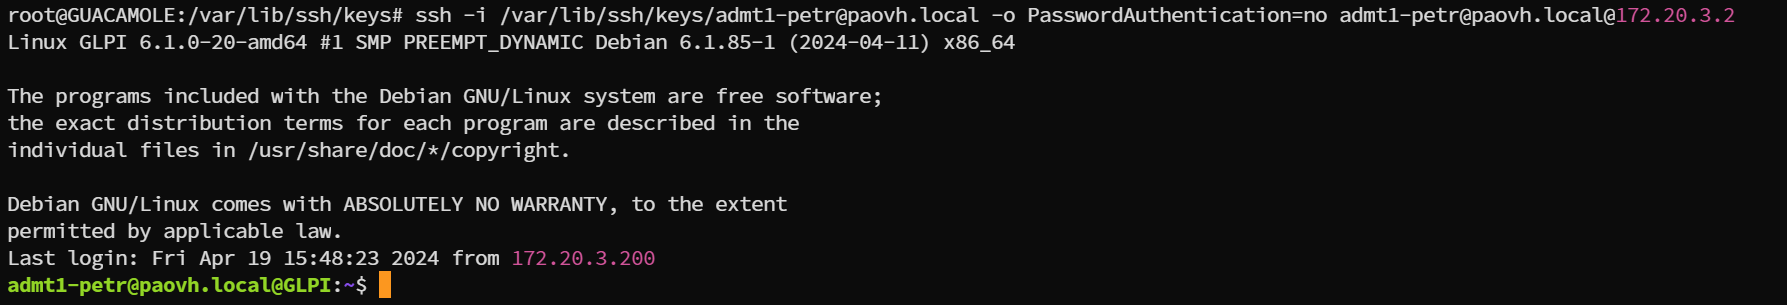 root@GUACAMOLE:/var/lib/ssh/keys# ssh -i /var/lib/ssh/keys/admt1-petr@paovh.local -o PasswordAuthentication=no admt1-petr@paovh.local@172.20.3.2
Linux GLPI 6.1.0-20-amd64 #1 SMP PREEMPT_DYNAMIC Debian 6.1.85-1 (2024-04-11) x86_64
The programs included with the Debian GNU/Linux system are free software;
the exact distribution terms for each program are described in the
individual files in /usr/share/doc/*/copyright.
Debian GNU/Linux comes with ABSOLUTELY NO WARRANTY, to the extent
permitted by applicable law.
Last login: Fri Apr 19 15:48:23 2024 from 172.20.3.200
admt1-petr@paovh.local@GLPI:~$